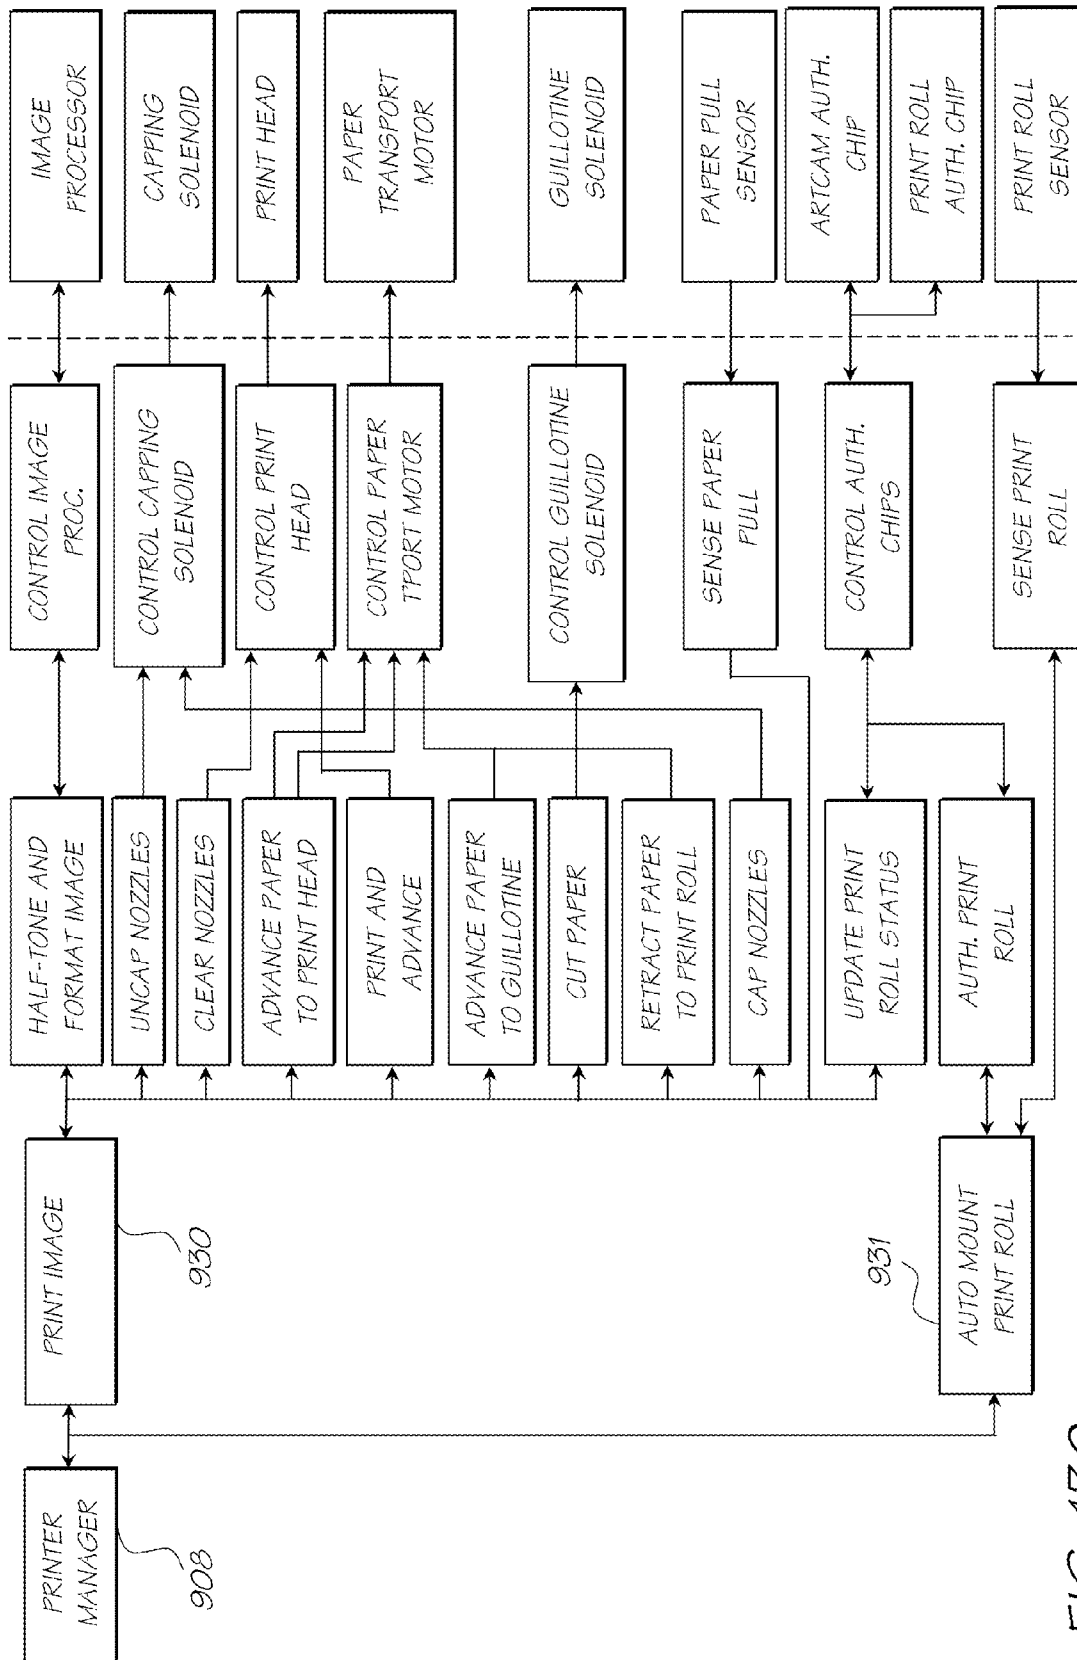 PRINTER
MANAGER
908
PRINT IMAGE
930
931
AUTO MOUNT
PRINT ROLL
HALF-TONE AND
FORMAT IMAGE
UNCAP NOZZLES
CLEAR NOZZLES
ADVANCE PAPER
TO PRINT HEAD
PRINT AND
ADVANCE
ADVANCE PAPER
TO GUILLOTINE
CUT PAPER
RETRACT PAPER
TO PRINT ROLL
CAP NOZZLES
UPDATE PRINT
ROLL STATUS
AUTH. PRINT
ROLL
CONTROL IMAGE
PROC.
CONTROL CAPPING
SOLENOID
CONTROL PRINT
HEAD
CONTROL PAPER
T'PORT MOTOR
CONTROL GUILLOTINE
SOLENOID
SENSE PAPER
PULL
CONTROL AUTH.
CHIPS
SENSE PRINT
ROLL
IMAGE
PROCESSOR
CAPPING
SOLENOID
PRINT HEAD
PAPER
TRANSPORT
MOTOR
GUILLOTINE
SOLENOID
PAPER PULL
SENSOR
ARTCAM AUTH.
CHIP
PRINT ROLL
AUTH. CHIP
PRINT ROLL
SENSOR
FIG.